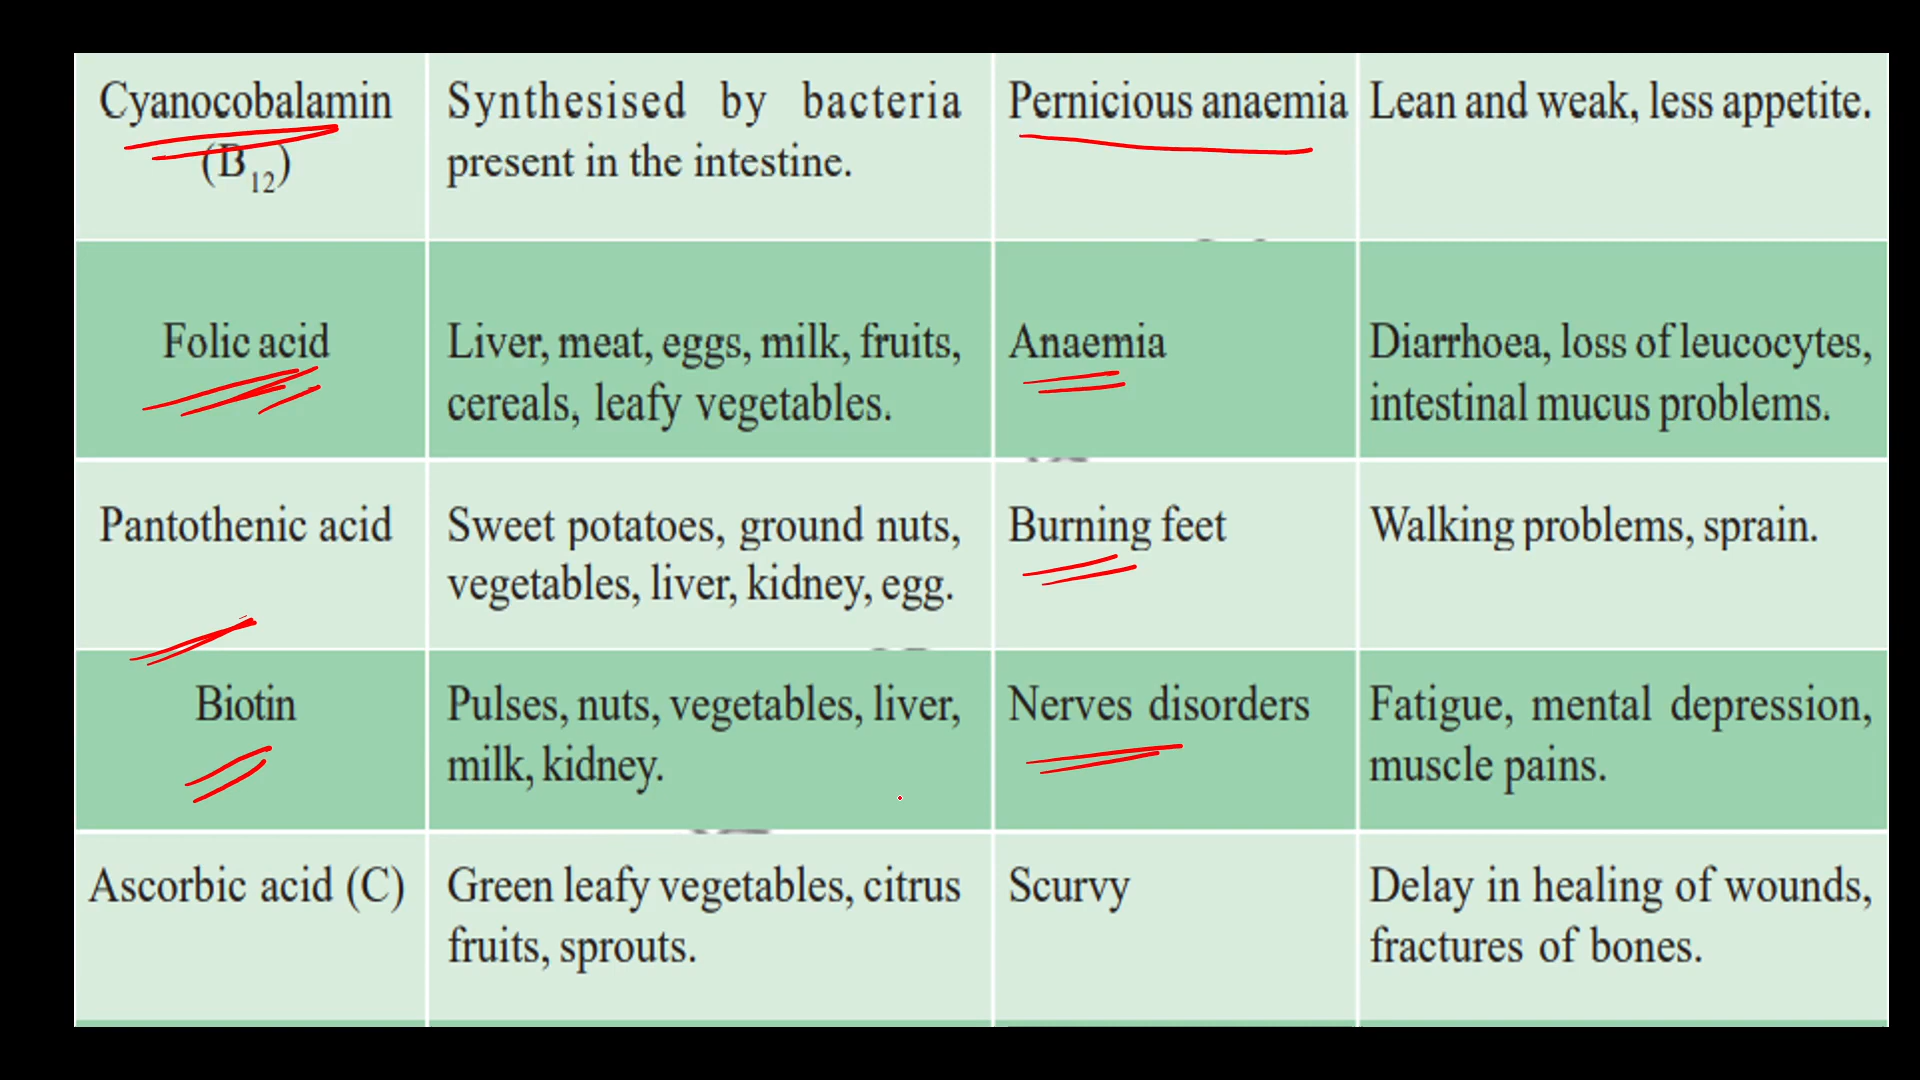 Cyanocobalamin
(B12)
Synthesised by bacteria
present in the intestine.
Pernicious anaemia
Lean and weak, less appetite.
Folic acid
Liver, meat, eggs, milk, fruits,
cereals, leafy vegetables.
Anaemia
Diarrhoea, loss of leucocytes,
intestinal mucus problems.
Pantothenic acid
Sweet potatoes, ground nuts,
vegetables, liver, kidney, egg.
Burning feet
Walking problems, sprain.
Biotin
Pulses, nuts, vegetables, liver,
milk, kidney.
Nerves disorders
Fatigue, mental depression,
muscle pains.
Ascorbic acid (C)
Green leafy vegetables, citrus
fruits, sprouts.
Scurvy
Delay in healing of wounds,
fractures of bones.